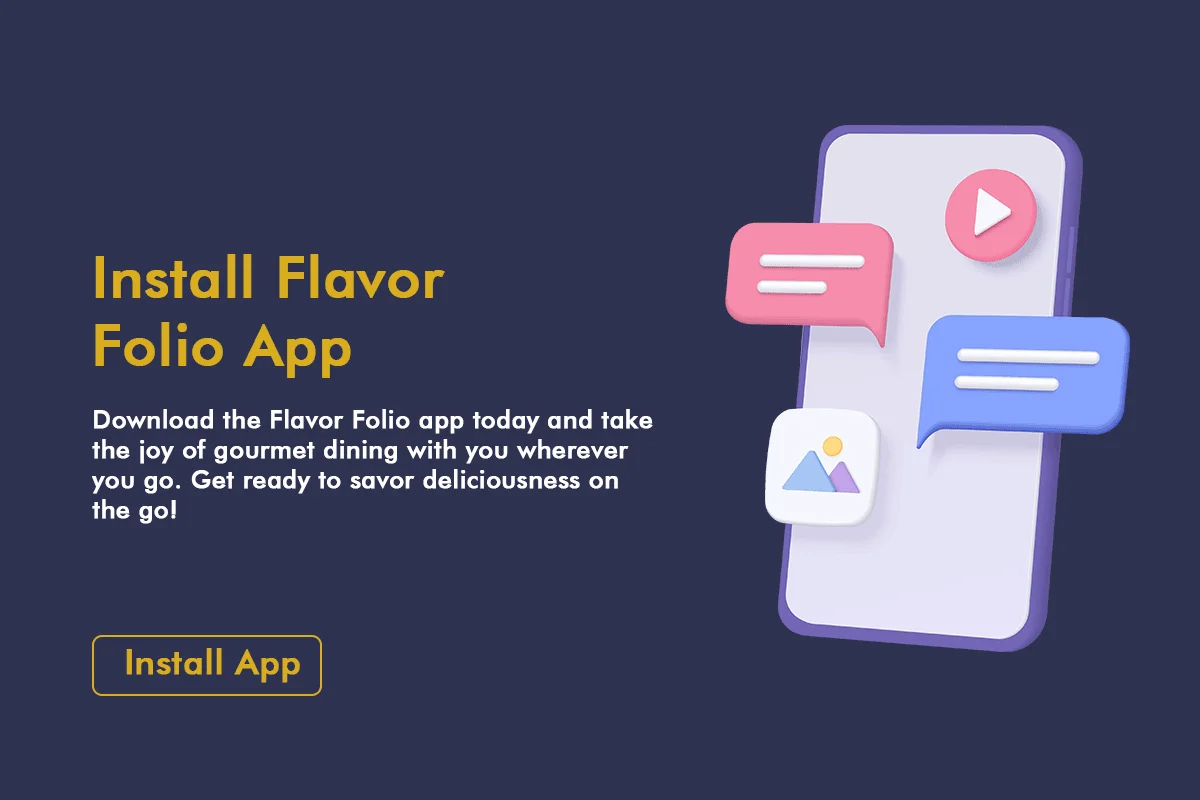 Install Flavor
Folio App
Download the Flavor Folio app today and take
the joy of gourmet dining with you wherever
you go. Get ready to savor deliciousness on
the go!
Install App